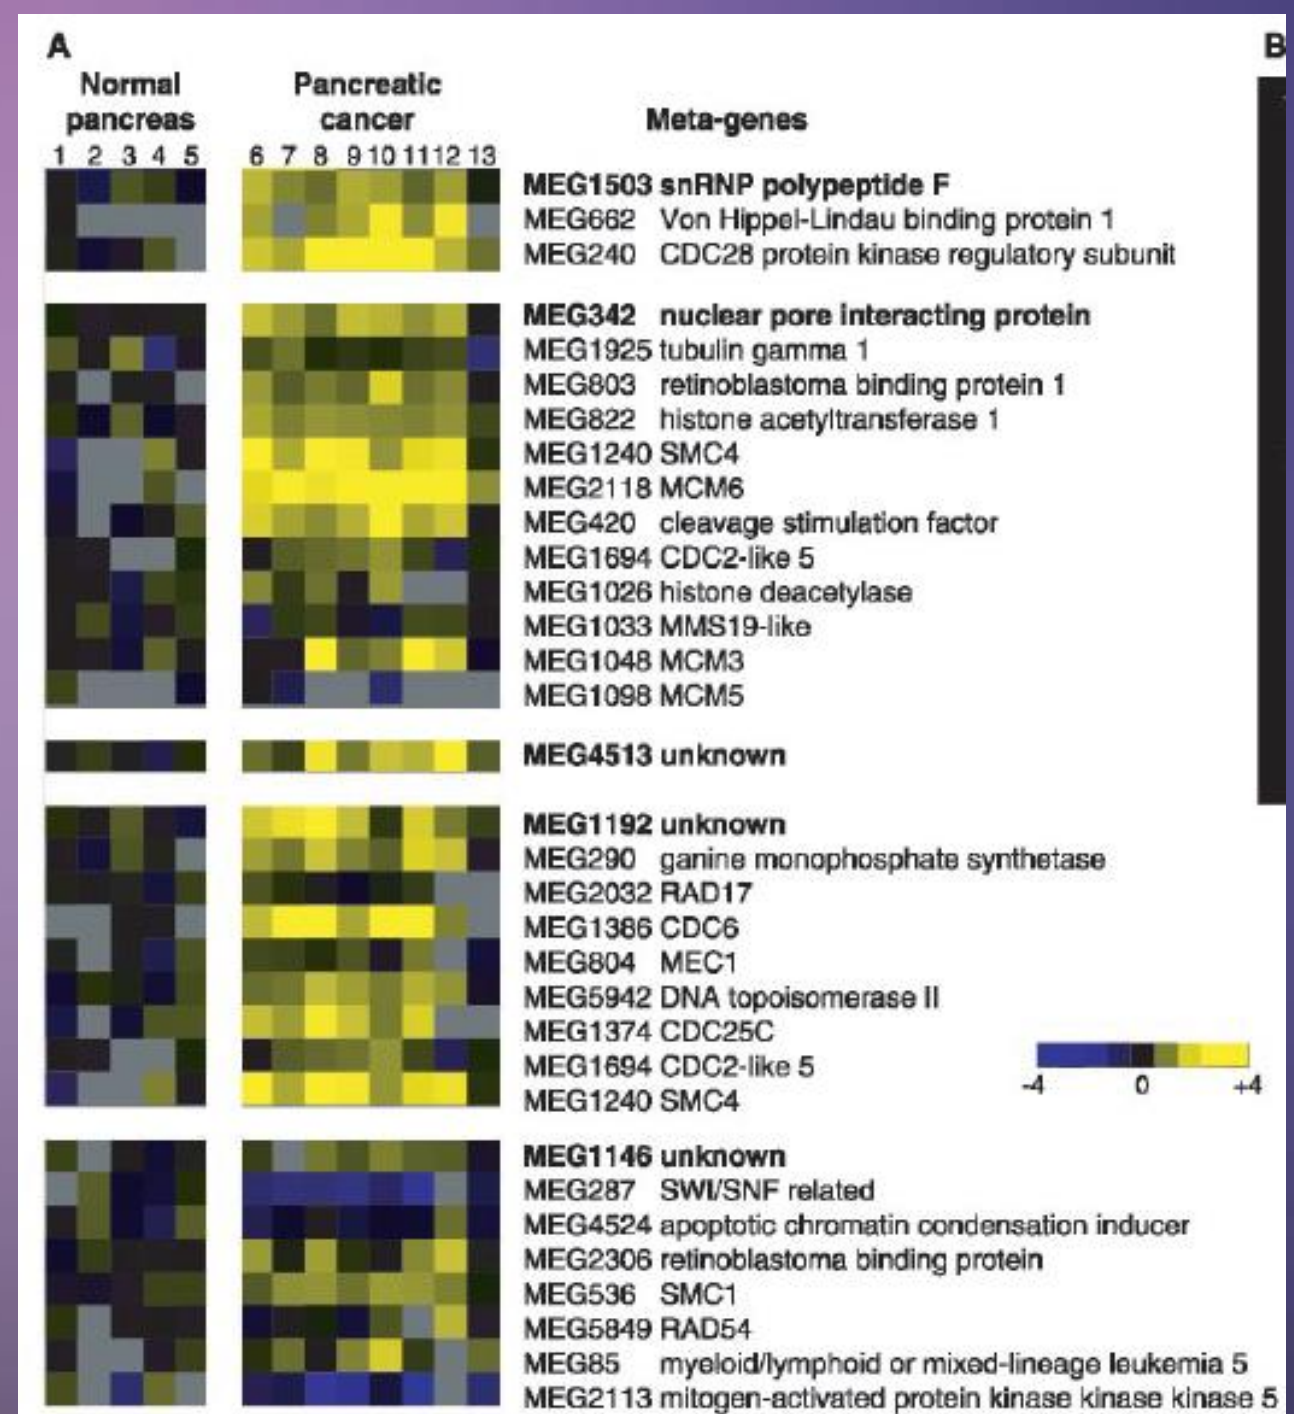 A
B
Normal pancreas
Pancreatic cancer
Meta-genes
1 2 3 4 5
6 7 8 9 10 11 12 13
MEG1503 snRNP polypeptide F
MEG662 Von Hippel-Lindau binding protein 1
MEG240 CDC28 protein kinase regulatory subunit
MEG342 nuclear pore interacting protein
MEG1925 tubulin gamma 1
MEG803 retinoblastoma binding protein 1
MEG822 histone acetyltransferase 1
MEG1240 SMC4
MEG2118 MCM6
MEG420 cleavage stimulation factor
MEG1694 CDC2-like 5
MEG1026 histone deacetylase
MEG1033 MMS19-like
MEG1048 MCM3
MEG1098 MCM5
MEG4513 unknown
MEG1192 unknown
MEG290 ganine monophosphate synthetase
MEG2032 RAD17
MEG1386 CDC6
MEG804 MEC1
MEG5942 DNA topoisomerase II
MEG1374 CDC25C
MEG1694 CDC2-like 5
MEG1240 SMC4
-4 0 +4
MEG1146 unknown
MEG287 SWI/SNF related
MEG4524 apoptotic chromatin condensation inducer
MEG2306 retinoblastoma binding protein
MEG536 SMC1
MEG5849 RAD54
MEG85 myeloid/lymphoid or mixed-lineage leukemia 5
MEG2113 mitogen-activated protein kinase kinase kinase 5